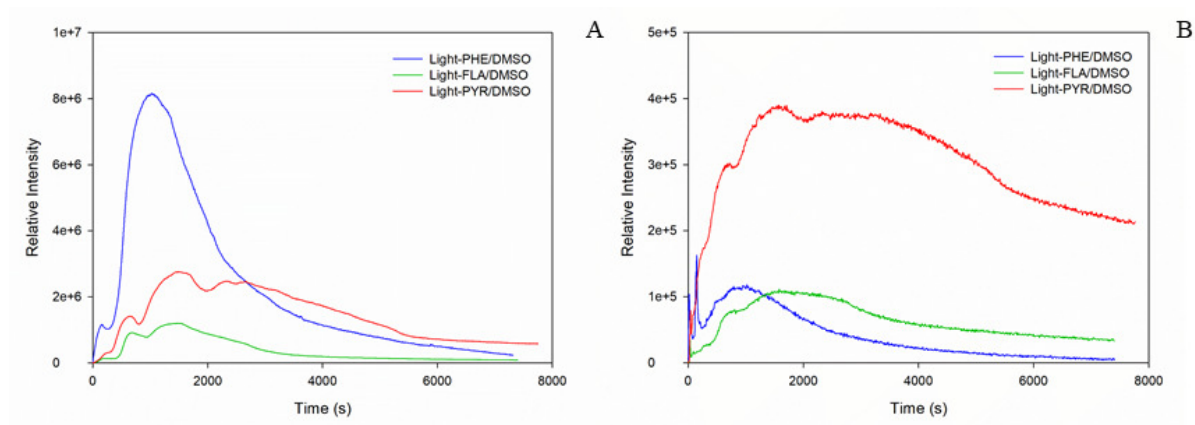 A
1e+7
8e+6
6e+6
4e+6
2e+6
0
Relative Intensity
Light-PHE/DMSO
Light-FLA/DMSO
Light-PYR/DMSO
0 2000 4000 6000 8000
Time (s)
B
5e+5
4e+5
3e+5
2e+5
1e+5
0
Relative Intensity
Light-PHE/DMSO
Light-FLA/DMSO
Light-PYR/DMSO
0 2000 4000 6000 8000
Time (s)